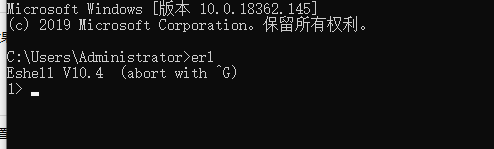 Microsoft Windows [版本 10.0.18362.145]
(c) 2019 Microsoft Corporation。保留所有权利。
C:\Users\Administrator>erl
Eshell V10.4  (abort with ^G)
1>